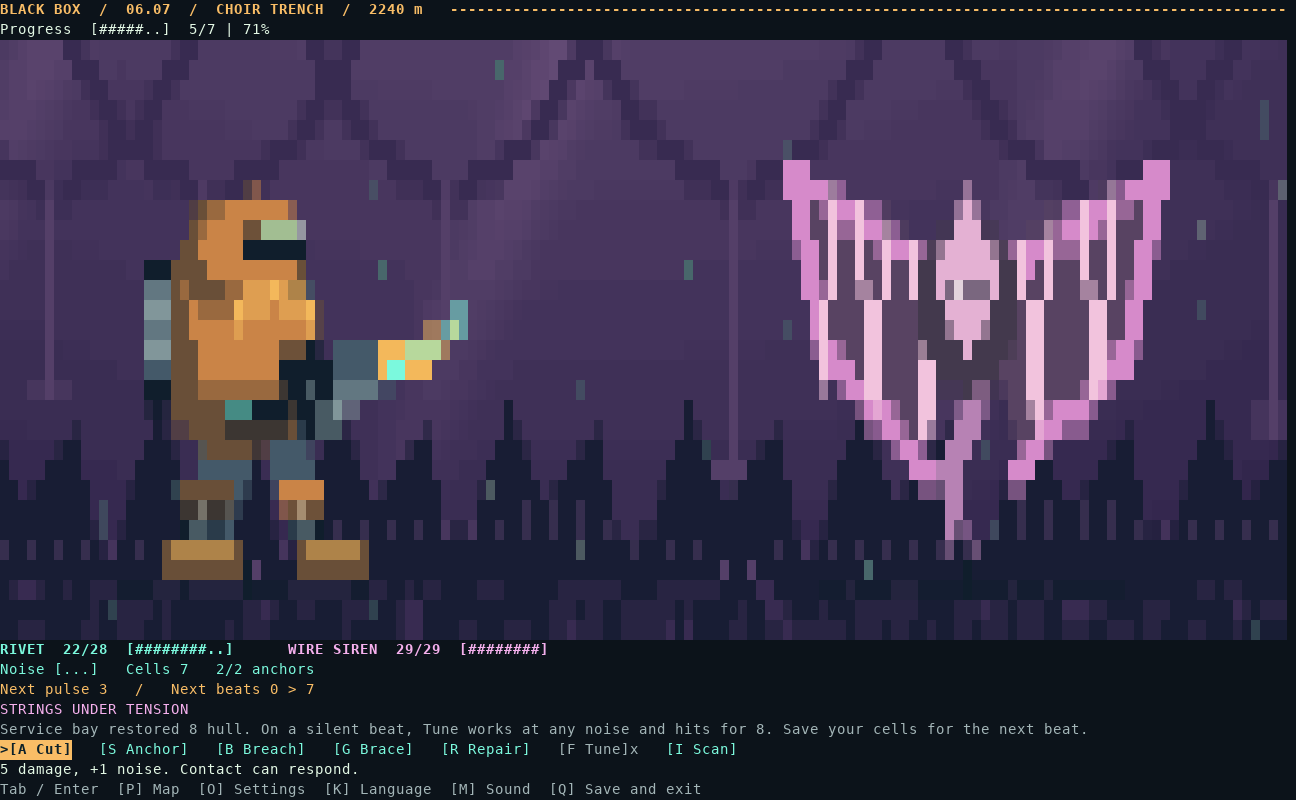 BLACK BOX / 06.07 / CHOIR TRENCH / 2240 m ---------------------------------------------------------------------------------------------
Progress [#####..] 5/7 | 71%
RIVET 22/28 [########..] WIRE SIREN 29/29 [########]
Noise [...] Cells 7 2/2 anchors
Next pulse 3 / Next beats 0 > 7
STRINGS UNDER TENSION
Service bay restored 8 hull. On a silent beat, Tune works at any noise and hits for 8. Save your cells for the next beat.
>[A Cut] [S Anchor] [B Breach] [G Brace] [R Repair] [F Tune]x [I Scan]
5 damage, +1 noise. Contact can respond.
Tab / Enter [P] Map [O] Settings [K] Language [M] Sound [Q] Save and exit